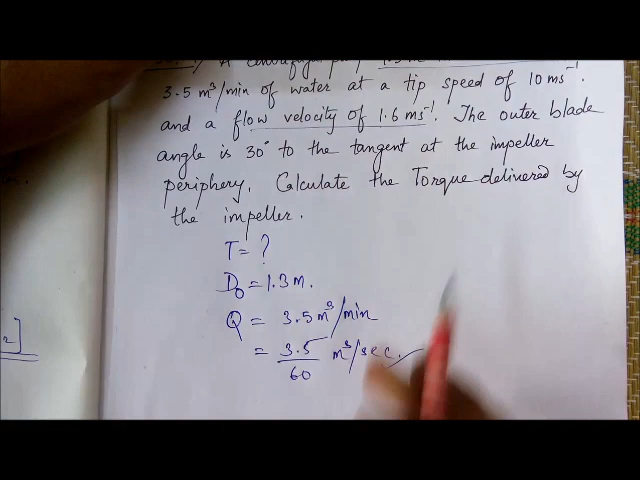 A centrifugal
3.5 m³/min of water at a tip speed of 10 ms⁻¹.
and a flow velocity of 1.6 ms⁻¹. The outer blade
angle is 30° to the tangent at the impeller
periphery. Calculate the Torque delivered by
the impeller.
T = ?
D₀ = 1.3 m.
Q = 3.5 m³/min
= 3.5/60 m³/sec.